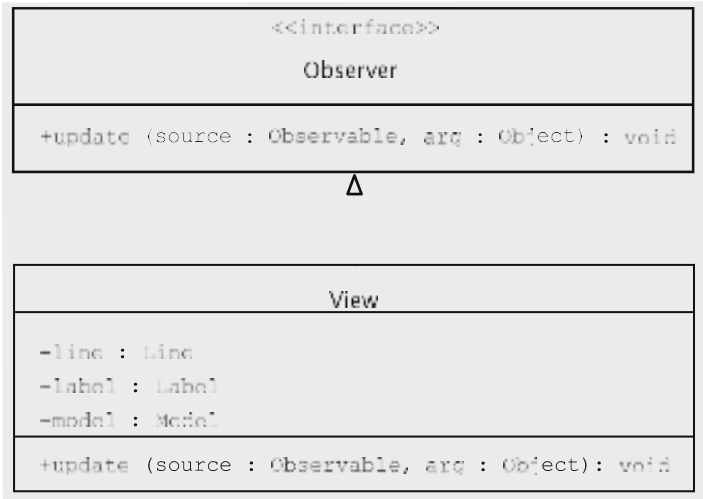 <<interface>>
Observer
+update (source : Observable, arg : Object) : void
View
-line : Line
-label : Label
-model : Model
+update (source : Observable, arg : Object): void